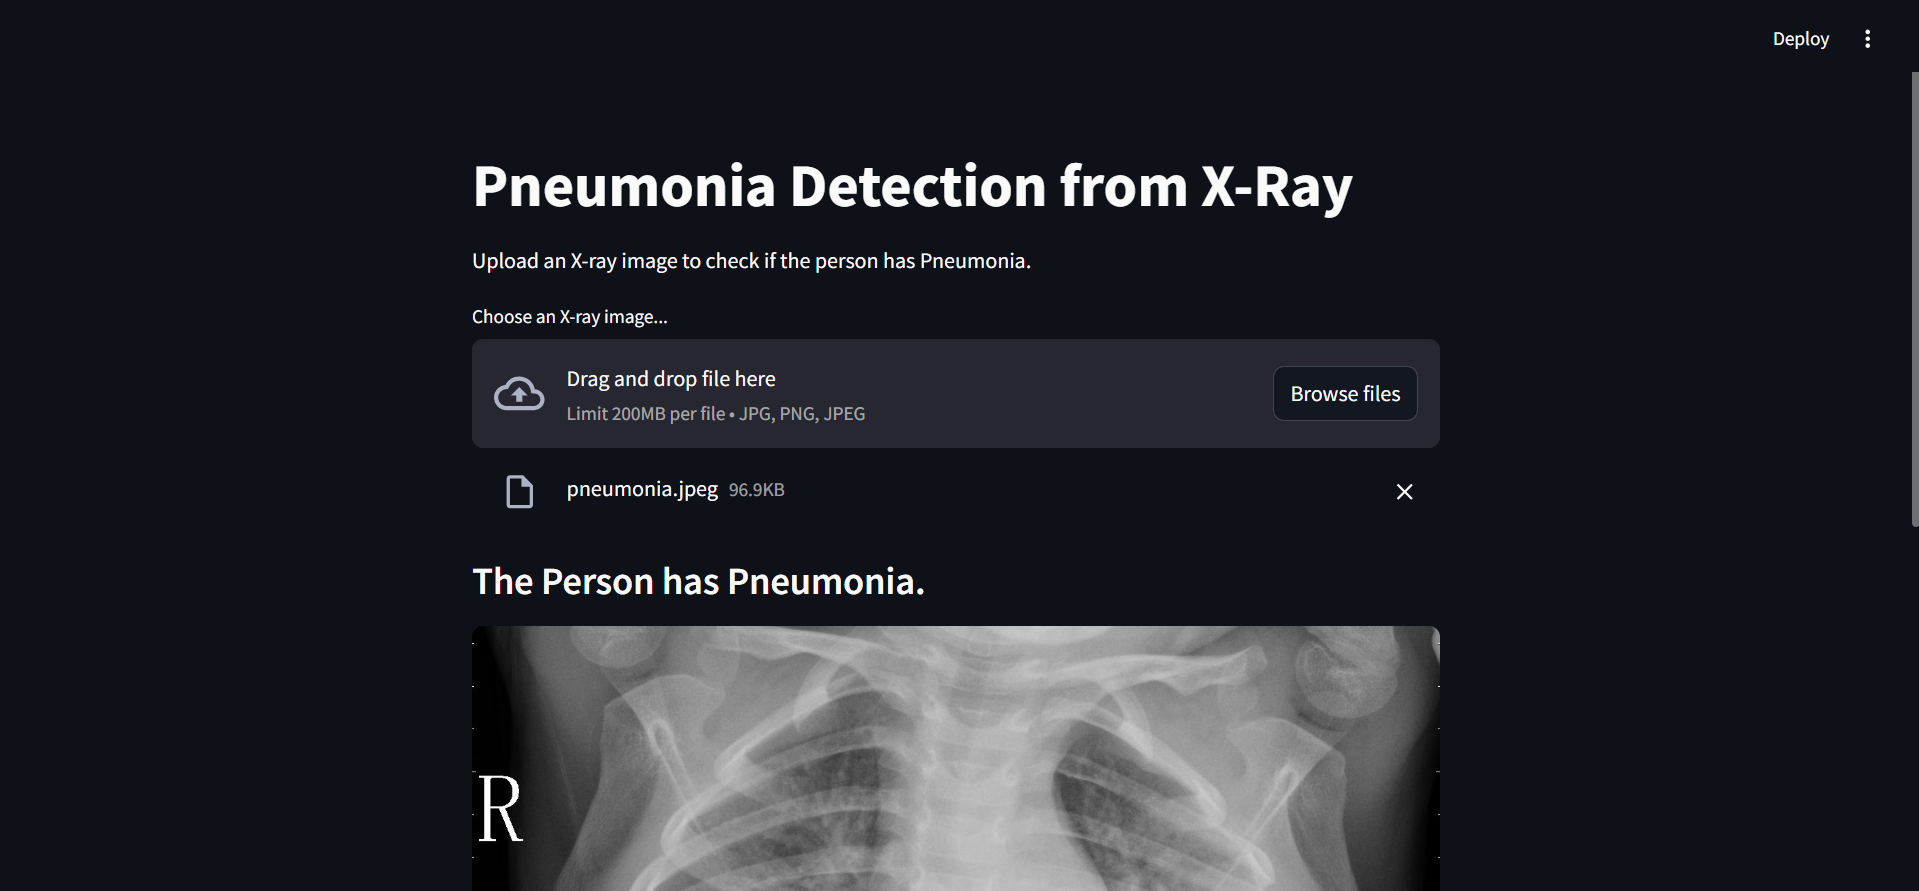 Deploy
Pneumonia Detection from X-Ray
Upload an X-ray image to check if the person has Pneumonia.
Choose an X-ray image...
Drag and drop file here
Limit 200MB per file • JPG, PNG, JPEG
Browse files
pneumonia.jpeg 96.9KB
The Person has Pneumonia.
R